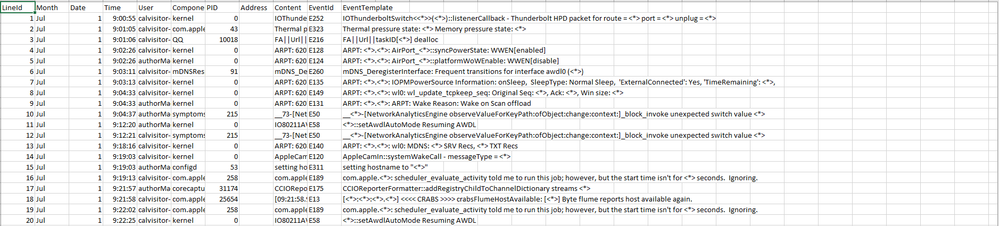 LineId Month Date Time User Compone PID Address Content EventId EventTemplate
1 Jul 1 9:00:55 calvisitor- kernel 0 IOThunde E252 IOThunderboltSwitch<<*>>(<*>)::listenerCallback - Thunderbolt HPD packet for route = <*> port = <*> unplug = <*>
2 Jul 1 9:01:05 calvisitor- com.apple 43 Thermal p E323 Thermal pressure state: <*> Memory pressure state: <*>
3 Jul 1 9:01:06 calvisitor- QQ 10018 FA||Url|| E216 FA||Url||taskID[<*>] dealloc
4 Jul 1 9:02:26 calvisitor- kernel 0 ARPT: 620 E128 ARPT: <*>.<*>: AirPort_<*>::syncPowerState: WWEN[enabled]
5 Jul 1 9:02:26 authorMa kernel 0 ARPT: 620 E124 ARPT: <*>.<*>: AirPort_<*>::platformWoWEnable: WWEN[disable]
6 Jul 1 9:03:11 calvisitor- mDNSRes 91 mDNS_De E260 mDNS_DeregisterInterface: Frequent transitions for interface awdl0 (<*>)
7 Jul 1 9:03:13 calvisitor- kernel 0 ARPT: 620 E135 ARPT: <*>.<*>: IOPMPowerSource Information: onSleep,  SleepType: Normal Sleep,  'ExternalConnected': Yes, 'TimeRemaining': <*>,
8 Jul 1 9:04:33 calvisitor- kernel 0 ARPT: 620 E149 ARPT: <*>.<*>: wl0: wl_update_tcpkeep_seq: Original Seq: <*>, Ack: <*>, Win size: <*>
9 Jul 1 9:04:33 authorMa kernel 0 ARPT: 620 E131 ARPT: <*>.<*>: ARPT: Wake Reason: Wake on Scan offload
10 Jul 1 9:04:37 authorMa symptoms 215 __73-[Net E50 __<*>-[NetworkAnalyticsEngine observeValueForKeyPath:ofObject:change:context:]_block_invoke unexpected switch value <*>
11 Jul 1 9:12:20 authorMa kernel 0 IO80211AV E58 <*>::setAwdlAutoMode Resuming AWDL
12 Jul 1 9:12:21 calvisitor- symptoms 215 __73-[Net E50 __<*>-[NetworkAnalyticsEngine observeValueForKeyPath:ofObject:change:context:]_block_invoke unexpected switch value <*>
13 Jul 1 9:18:16 calvisitor- kernel 0 ARPT: 620 E140 ARPT: <*>.<*>: wl0: MDNS: <*> SRV Recs, <*> TXT Recs
14 Jul 1 9:19:03 calvisitor- kernel 0 AppleCam E120 AppleCamIn::systemWakeCall - messageType = <*>
15 Jul 1 9:19:03 authorMa configd 53 setting ho E311 setting hostname to "<*>"
16 Jul 1 9:19:13 calvisitor- com.apple 258 com.apple E189 com.apple.<*>: scheduler_evaluate_activity told me to run this job; however, but the start time isn't for <*> seconds.  Ignoring.
17 Jul 1 9:21:57 authorMa corecaptu 31174 CCIORepo E175 CCIOReporterFormatter::addRegistryChildToChannelDictionary streams <*>
18 Jul 1 9:21:58 calvisitor- com.apple 25654 [09:21:58.9 E13 [<*>:<*>:<*>.<*>] <<<< CRABS >>>> crabsFlumeHostAvailable: [<*>] Byte flume reports host available again.
19 Jul 1 9:22:02 calvisitor- com.apple 258 com.apple E189 com.apple.<*>: scheduler_evaluate_activity told me to run this job; however, but the start time isn't for <*> seconds.  Ignoring.
20 Jul 1 9:22:25 calvisitor- kernel 0 IO80211AV E58 <*>::setAwdlAutoMode Resuming AWDL